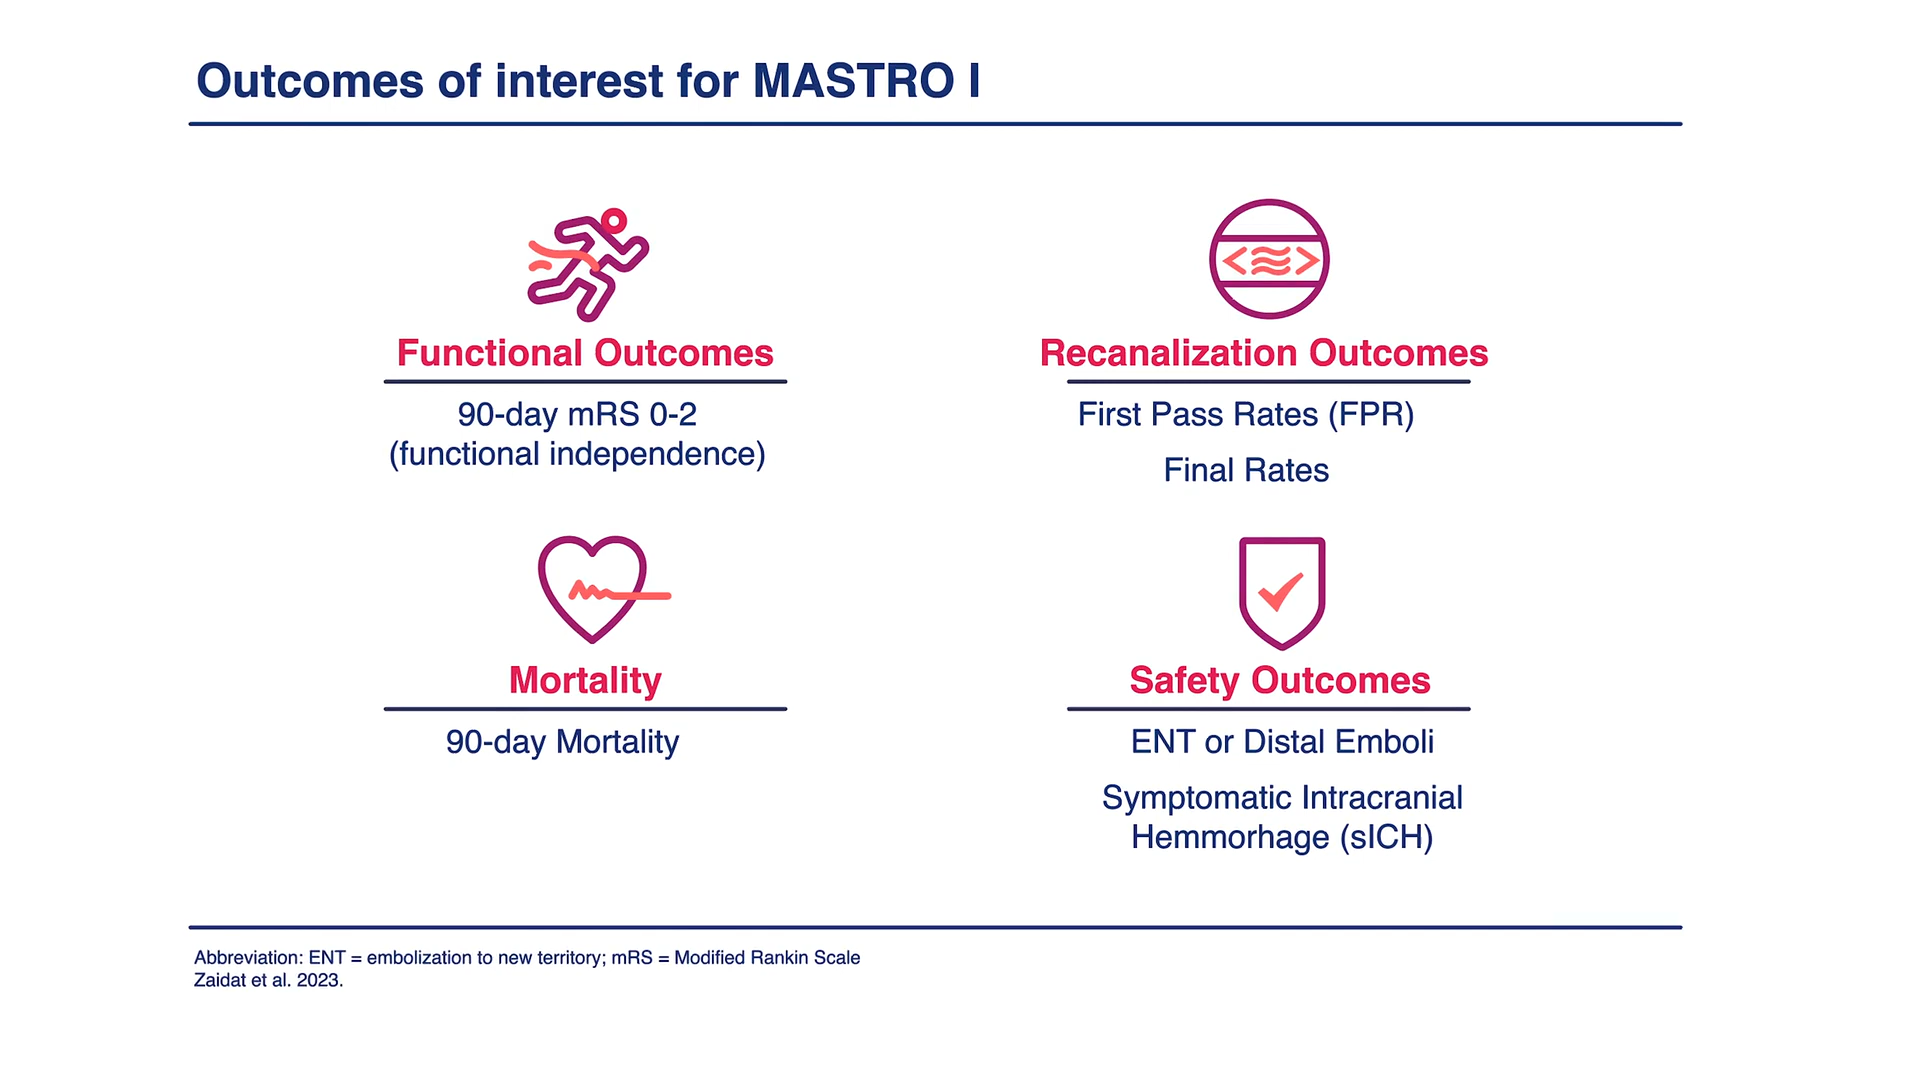 Outcomes of interest for MASTRO I
Functional Outcomes
90-day mRS 0-2
(functional independence)
Recanalization Outcomes
First Pass Rates (FPR)
Final Rates
Mortality
90-day Mortality
Safety Outcomes
ENT or Distal Emboli
Symptomatic Intracranial
Hemmorhage (sICH)
Abbreviation: ENT = embolization to new territory; mRS = Modified Rankin Scale
Zaidat et al. 2023.